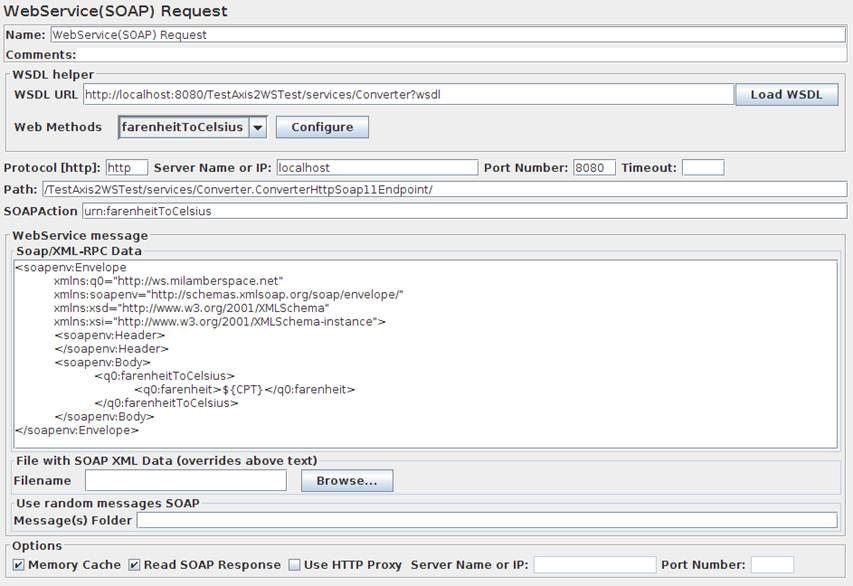 WebService(SOAP) Request
Name: WebService(SOAP) Request
Comments:
WSDL helper
WSDL URL http://localhost:8080/TestAxis2WSTest/services/Converter?wsdl Load WSDL
Web Methods farenheitToCelsius Configure
Protocol [http]: http Server Name or IP: localhost Port Number: 8080 Timeout:
Path: /TestAxis2WSTest/services/Converter.ConverterHttpSoap11Endpoint/
SOAPAction urn:farenheitToCelsius
WebService message
Soap/XML-RPC Data
<soapenv:Envelope
xmlns:q0="http://ws.milamberspace.net"
xmlns:soapenv="http://schemas.xmlsoap.org/soap/envelope/"
xmlns:xsd="http://www.w3.org/2001/XMLSchema"
xmlns:xsi="http://www.w3.org/2001/XMLSchema-instance">
<soapenv:Header>
</soapenv:Header>
<soapenv:Body>
<q0:farenheitToCelsius>
<q0:farenheit>${CPT}</q0:farenheit>
</q0:farenheitToCelsius>
</soapenv:Body>
</soapenv:Envelope>
File with SOAP XML Data (overrides above text)
Filename Browse...
Use random messages SOAP
Message(s) Folder
Options
Memory Cache Read SOAP Response Use HTTP Proxy Server Name or IP: Port Number: